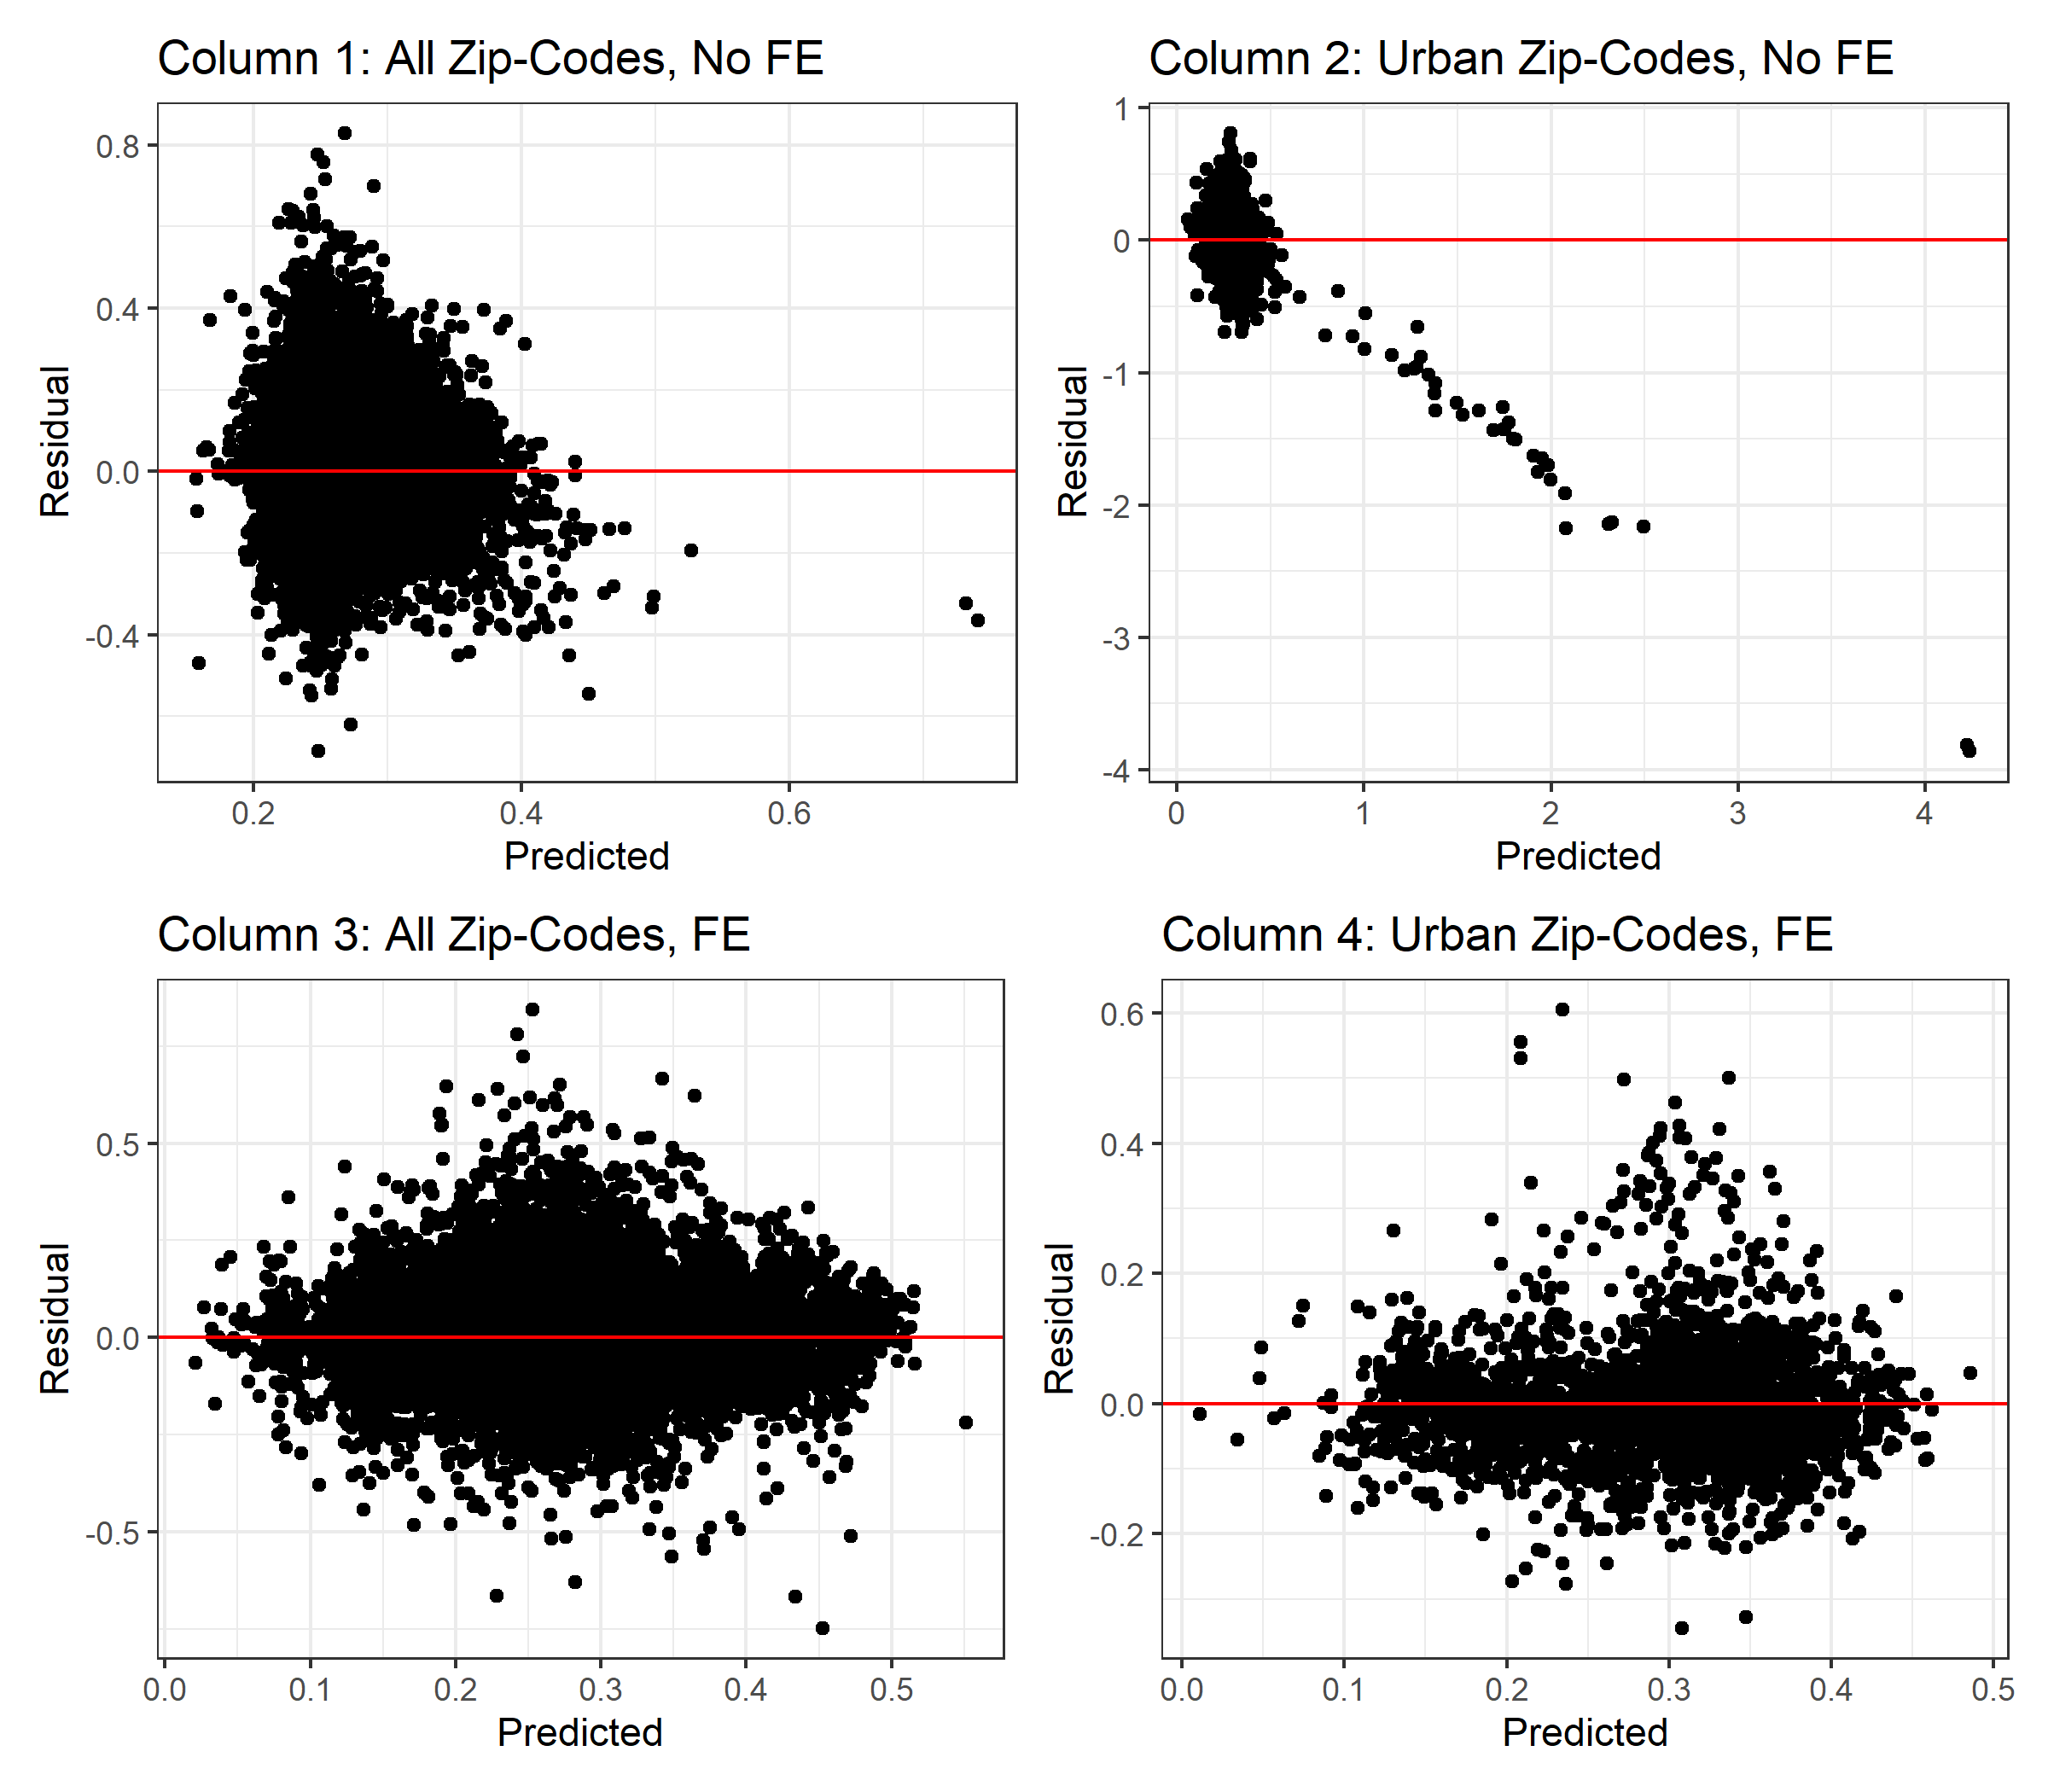 Column 1: All Zip-Codes, No FE
Residual
0.8
0.4
0.0
-0.4
0.2 0.4 0.6
Predicted
Column 2: Urban Zip-Codes, No FE
Residual
1
0
-1
-2
-3
-4
0 1 2 3 4
Predicted
Column 3: All Zip-Codes, FE
Residual
0.5
0.0
-0.5
0.0 0.1 0.2 0.3 0.4 0.5
Predicted
Column 4: Urban Zip-Codes, FE
Residual
0.6
0.4
0.2
0.0
-0.2
0.0 0.1 0.2 0.3 0.4 0.5
Predicted